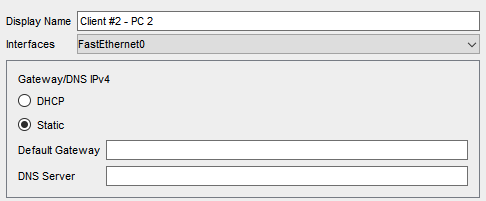 Display Name Client #2 - PC 2
Interfaces FastEthernet0
Gateway/DNS IPv4
DHCP
Static
Default Gateway
DNS Server